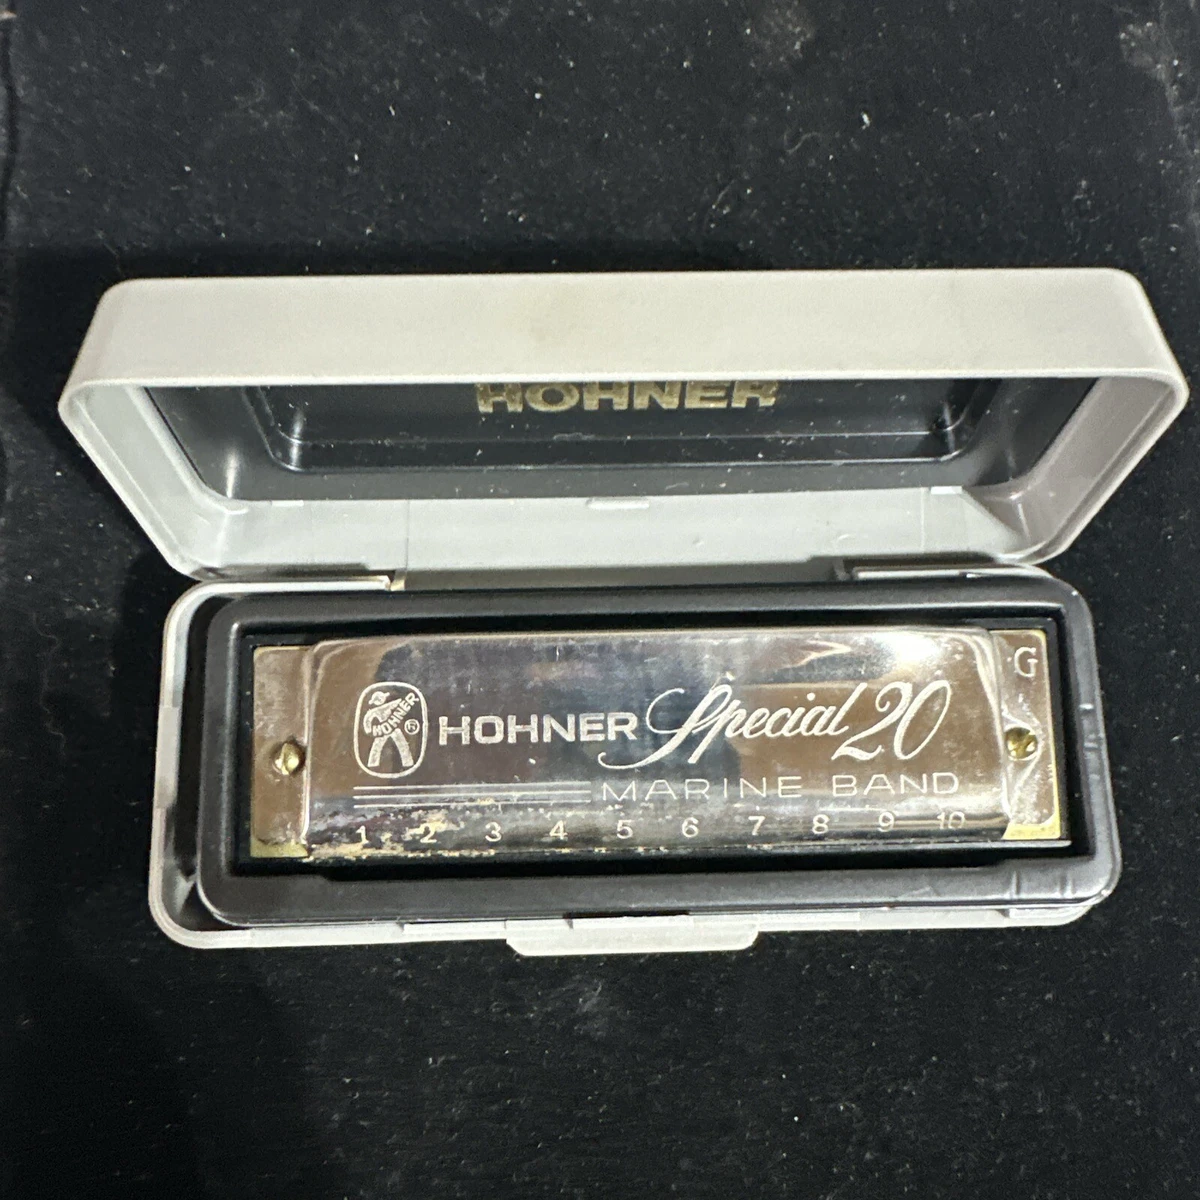 HOHNER
G
HOHNER ®
HOHNER Special 20
MARINE BAND
1 2 3 4 5 6 7 8 9 10